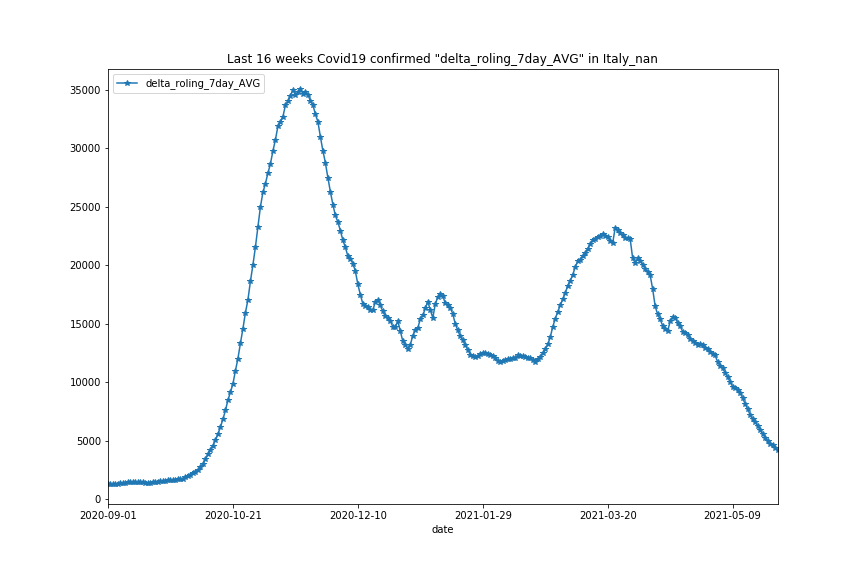 Last 16 weeks Covid19 confirmed "delta_roling_7day_AVG" in Italy_nan
delta_roling_7day_AVG
35000
30000
25000
20000
15000
10000
5000
0
2020-09-01 2020-10-21 2020-12-10 2021-01-29 2021-03-20 2021-05-09
date